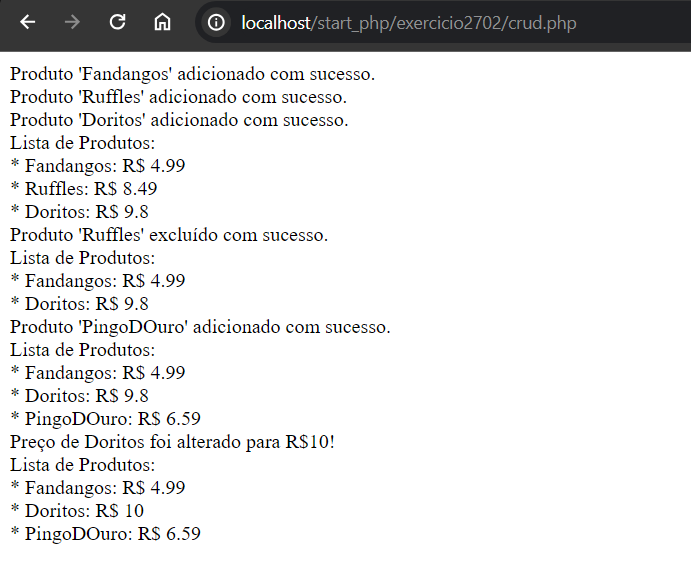 localhost/start_php/exercicio2702/crud.php
Produto 'Fandangos' adicionado com sucesso.
Produto 'Ruffles' adicionado com sucesso.
Produto 'Doritos' adicionado com sucesso.
Lista de Produtos:
* Fandangos: R$ 4.99
* Ruffles: R$ 8.49
* Doritos: R$ 9.8
Produto 'Ruffles' excluído com sucesso.
Lista de Produtos:
* Fandangos: R$ 4.99
* Doritos: R$ 9.8
Produto 'PingoDOuro' adicionado com sucesso.
Lista de Produtos:
* Fandangos: R$ 4.99
* Doritos: R$ 9.8
* PingoDOuro: R$ 6.59
Preço de Doritos foi alterado para R$10!
Lista de Produtos:
* Fandangos: R$ 4.99
* Doritos: R$ 10
* PingoDOuro: R$ 6.59